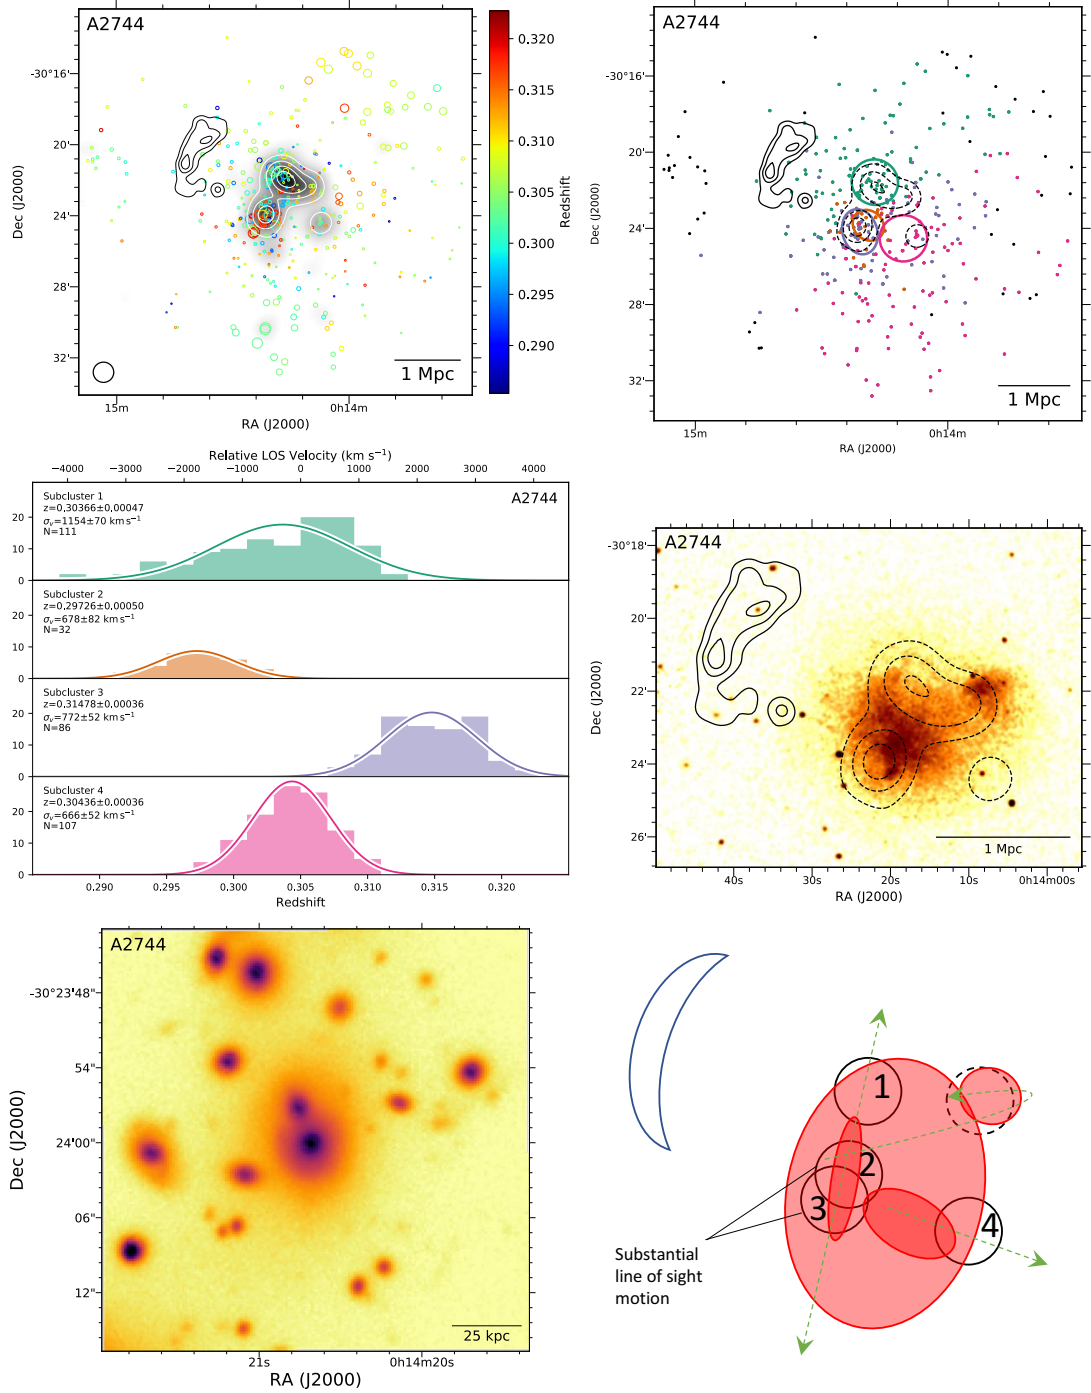 A2744
-30°16'
20'
24'
28'
32'
Dec (J2000)
15m
0h14m
RA (J2000)
1 Mpc
0.320
0.315
0.310
0.305
0.300
0.295
0.290
Redshift
A2744
-30°16'
20'
24'
28'
32'
Dec (J2000)
15m
0h14m
RA (J2000)
1 Mpc
Relative LOS Velocity (km s⁻¹)
−4000 −3000 −2000 −1000 0 1000 2000 3000 4000
A2744
Subcluster 1
z=0.30366±0.00047
σᵥ=1154±70 km s⁻¹
N=111
20
10
0
Subcluster 2
z=0.29726±0.00050
σᵥ=678±82 km s⁻¹
N=32
20
10
0
Subcluster 3
z=0.31478±0.00036
σᵥ=772±52 km s⁻¹
N=86
20
10
0
Subcluster 4
z=0.30436±0.00036
σᵥ=666±52 km s⁻¹
N=107
20
10
0
0.290 0.295 0.300 0.305 0.310 0.315 0.320
Redshift
A2744
-30°18'
20'
22'
24'
26'
Dec (J2000)
40s 30s 20s 10s 0h14m00s
RA (J2000)
1 Mpc
A2744
-30°23'48"
54"
24'00"
06"
12"
Dec (J2000)
21s
0h14m20s
RA (J2000)
25 kpc
1
2
3
4
Substantial
line of sight
motion